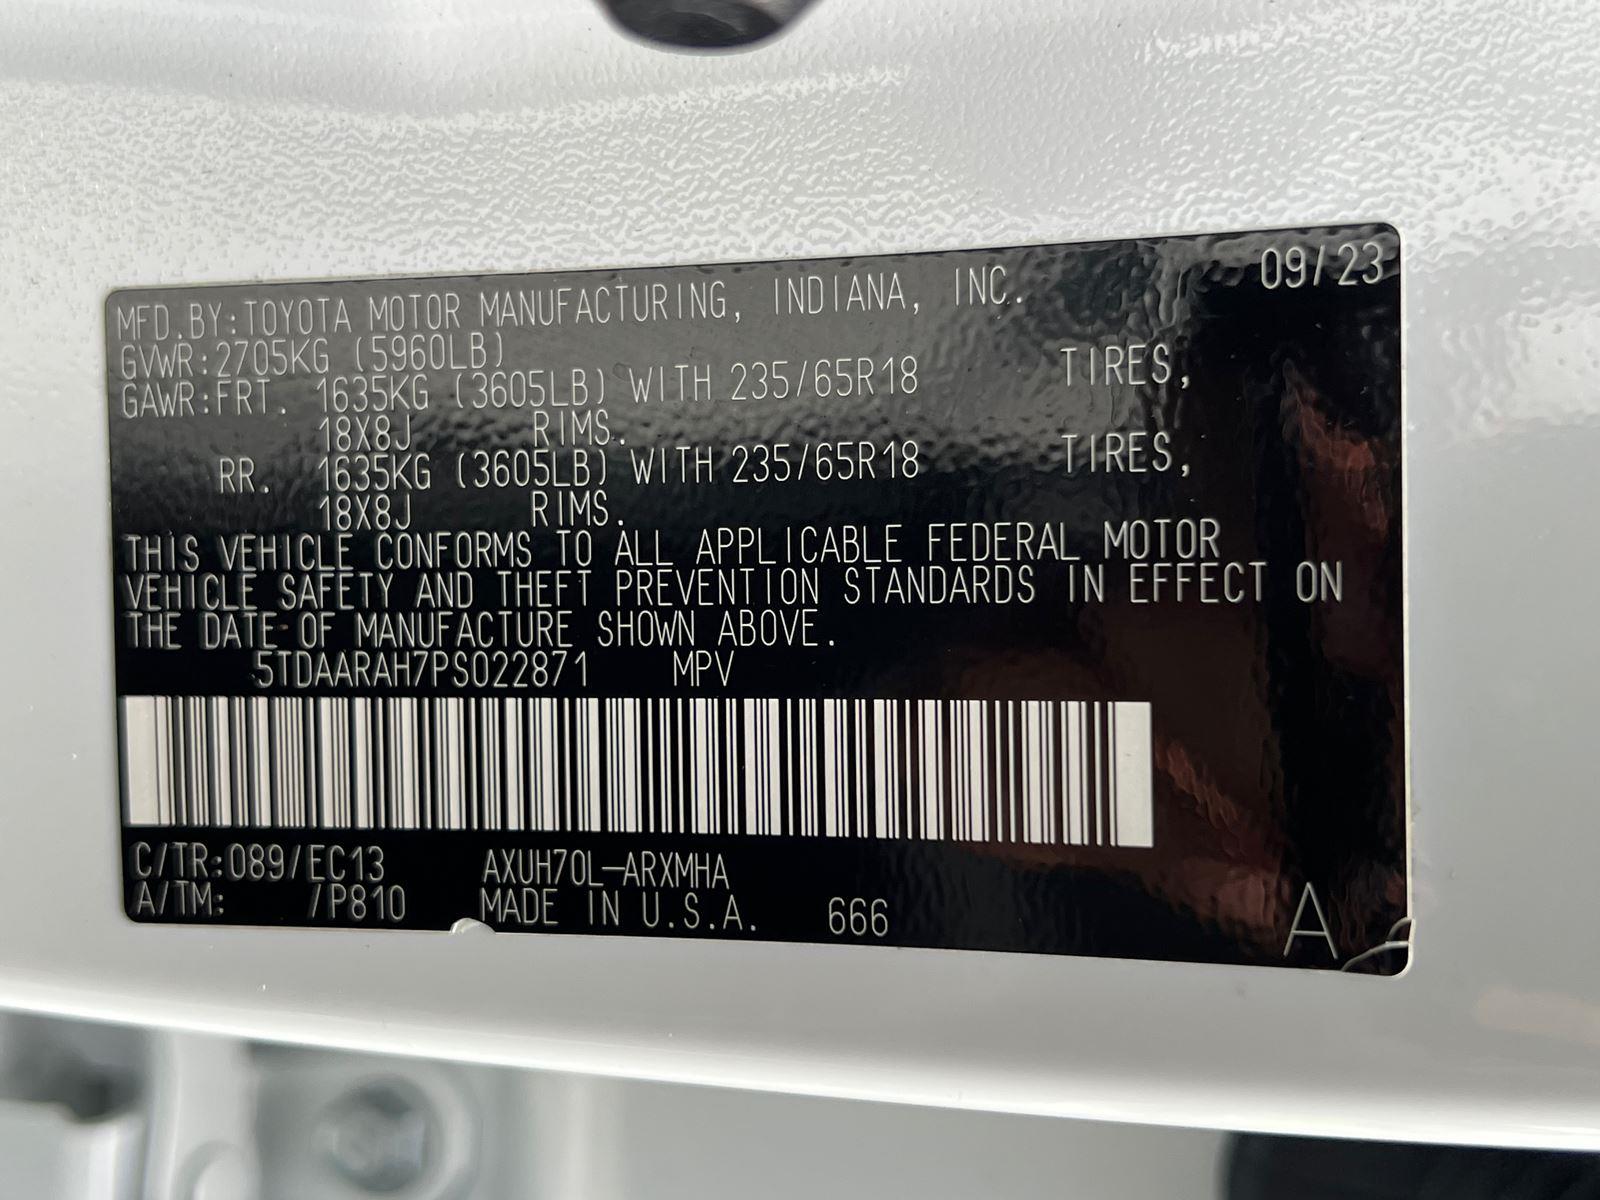 MFD.BY:TOYOTA MOTOR MANUFACTURING, INDIANA, INC. 09/23
GVWR:2705KG (5960LB)
GAWR:FRT. 1635KG (3605LB) WITH 235/65R18 TIRES,
18X8J RIMS.
RR. 1635KG (3605LB) WITH 235/65R18 TIRES,
18X8J RIMS.
THIS VEHICLE CONFORMS TO ALL APPLICABLE FEDERAL MOTOR
VEHICLE SAFETY AND THEFT PREVENTION STANDARDS IN EFFECT ON
THE DATE OF MANUFACTURE SHOWN ABOVE.
5TDAARAH7PS022871 MPV
C/TR:089/EC13 AXUH70L-ARXMHA
A/TM: /P810 MADE IN U.S.A. 666 A